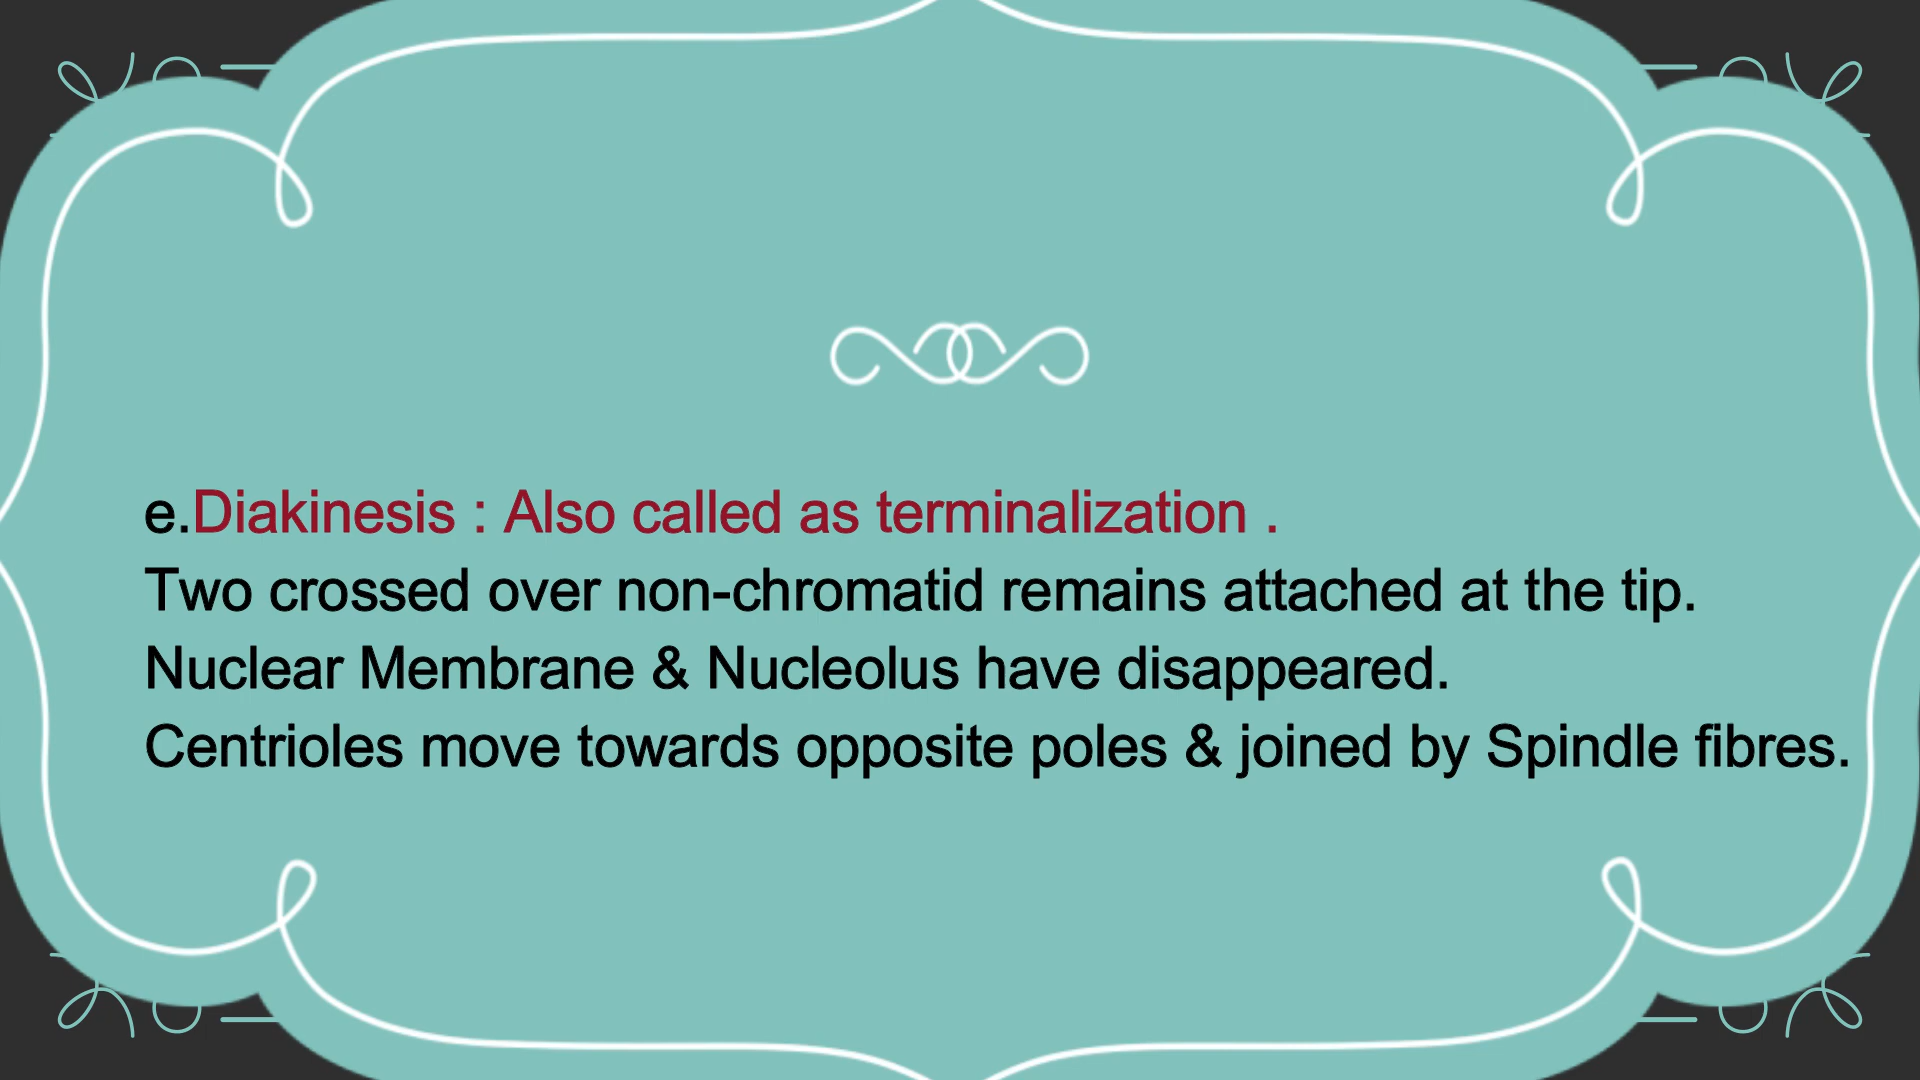 e.Diakinesis : Also called as terminalization .
Two crossed over non-chromatid remains attached at the tip.
Nuclear Membrane & Nucleolus have disappeared.
Centrioles move towards opposite poles & joined by Spindle fibres.